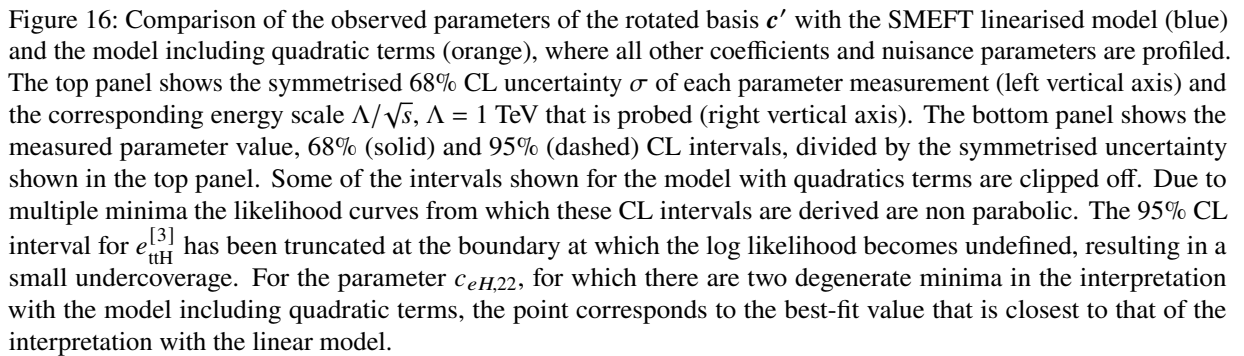 Figure 16: Comparison of the observed parameters of the rotated basis c′ with the SMEFT linearised model (blue)
and the model including quadratic terms (orange), where all other coefficients and nuisance parameters are profiled.
The top panel shows the symmetrised 68% CL uncertainty σ of each parameter measurement (left vertical axis) and
the corresponding energy scale Λ/√s, Λ = 1 TeV that is probed (right vertical axis). The bottom panel shows the
measured parameter value, 68% (solid) and 95% (dashed) CL intervals, divided by the symmetrised uncertainty
shown in the top panel. Some of the intervals shown for the model with quadratics terms are clipped off. Due to
multiple minima the likelihood curves from which these CL intervals are derived are non parabolic. The 95% CL
interval for e_ttH^[3] has been truncated at the boundary at which the log likelihood becomes undefined, resulting in a
small undercoverage. For the parameter c_eH,22, for which there are two degenerate minima in the interpretation
with the model including quadratic terms, the point corresponds to the best-fit value that is closest to that of the
interpretation with the linear model.